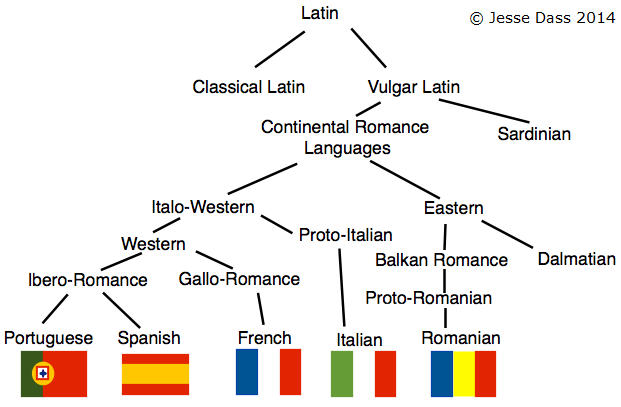 Latin
© Jesse Dass 2014
Classical Latin
Vulgar Latin
Continental Romance
Languages
Sardinian
Italo-Western
Eastern
Proto-Italian
Western
Balkan Romance
Dalmatian
Ibero-Romance
Gallo-Romance
Proto-Romanian
Portuguese
Spanish
French
Italian
Romanian